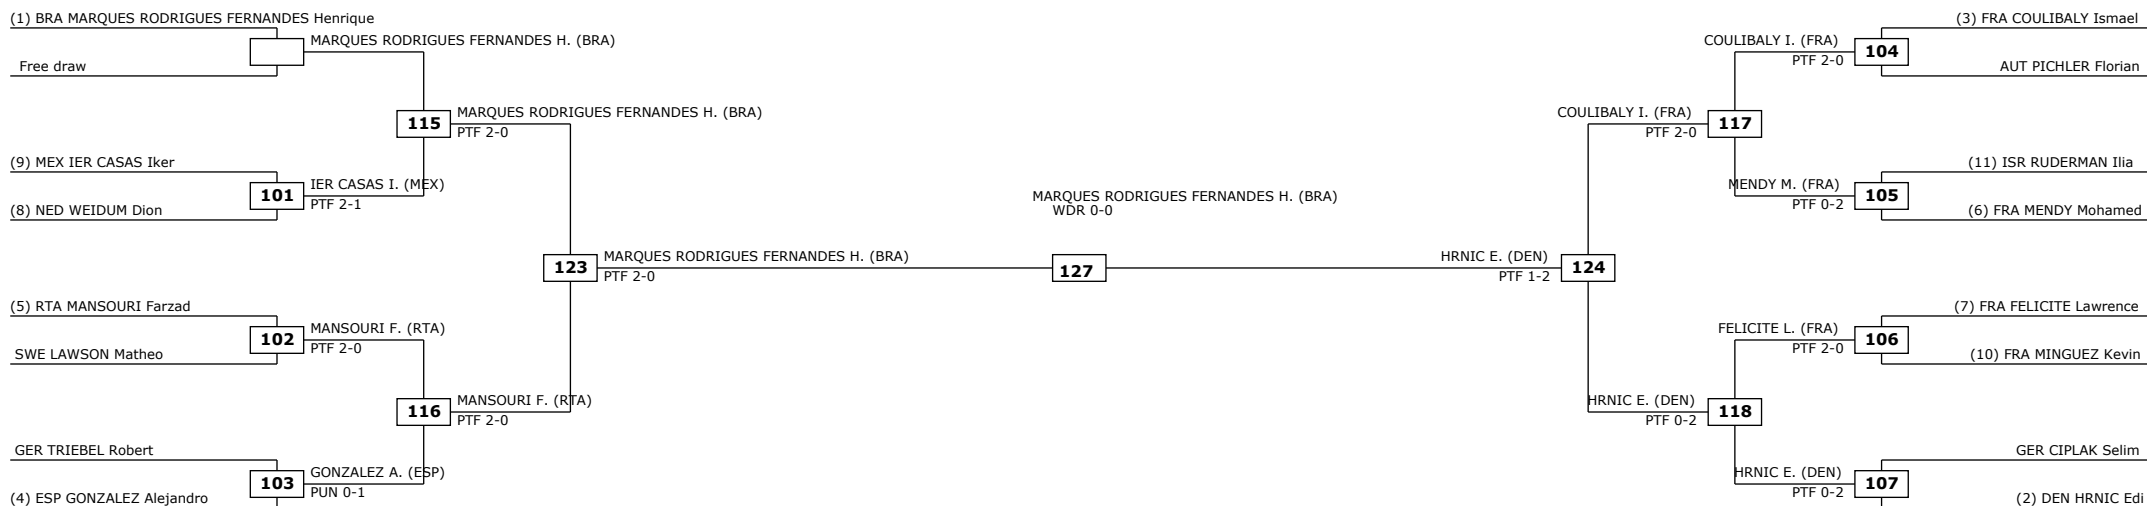 (1) BRA MARQUES RODRIGUES FERNANDES Henrique
(3) FRA COULIBALY Ismael
MARQUES RODRIGUES FERNANDES H. (BRA)
COULIBALY I. (FRA)
104
PTF 2-0
Free draw
AUT PICHLER Florian
115
MARQUES RODRIGUES FERNANDES H. (BRA)
PTF 2-0
COULIBALY I. (FRA)
PTF 2-0
117
(9) MEX IER CASAS Iker
(11) ISR RUDERMAN Ilia
101
IER CASAS I. (MEX)
PTF 2-1
MENDY M. (FRA)
PTF 0-2
105
(8) NED WEIDUM Dion
(6) FRA MENDY Mohamed
MARQUES RODRIGUES FERNANDES H. (BRA)
WDR 0-0
123
MARQUES RODRIGUES FERNANDES H. (BRA)
PTF 2-0
127
HRNIC E. (DEN)
PTF 1-2
124
(5) RTA MANSOURI Farzad
(7) FRA FELICITE Lawrence
102
MANSOURI F. (RTA)
PTF 2-0
FELICITE L. (FRA)
PTF 2-0
106
SWE LAWSON Matheo
(10) FRA MINGUEZ Kevin
116
MANSOURI F. (RTA)
PTF 2-0
HRNIC E. (DEN)
PTF 0-2
118
GER TRIEBEL Robert
GER CIPLAK Selim
103
GONZALEZ A. (ESP)
PUN 0-1
HRNIC E. (DEN)
PTF 0-2
107
(4) ESP GONZALEZ Alejandro
(2) DEN HRNIC Edi